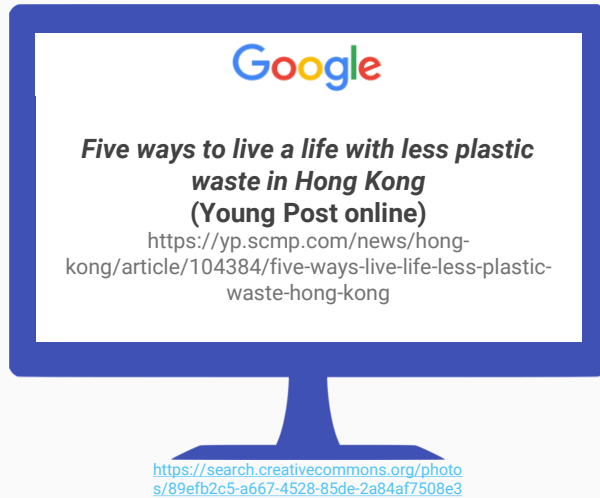 Google
Five ways to live a life with less plastic
waste in Hong Kong
(Young Post online)
https://yp.scmp.com/news/hong-
kong/article/104384/five-ways-live-life-less-plastic-
waste-hong-kong
https://search.creativecommons.org/photo
s/89efb2c5-a667-4528-85de-2a84af7508e3